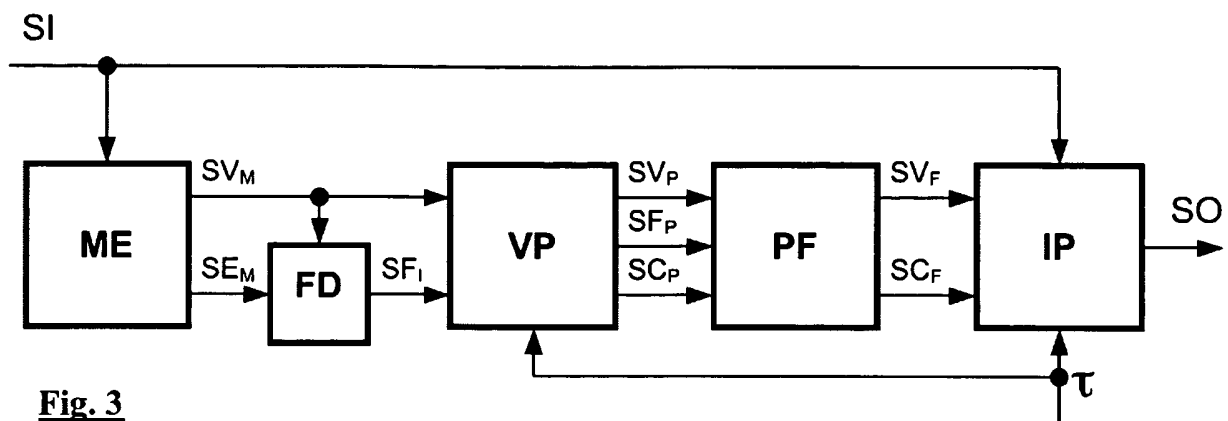 SI
SV_M
SV_P
SV_F
SO
ME
SF_P
VP
PF
IP
SE_M
FD
SF_I
SC_P
SC_F
τ
Fig. 3